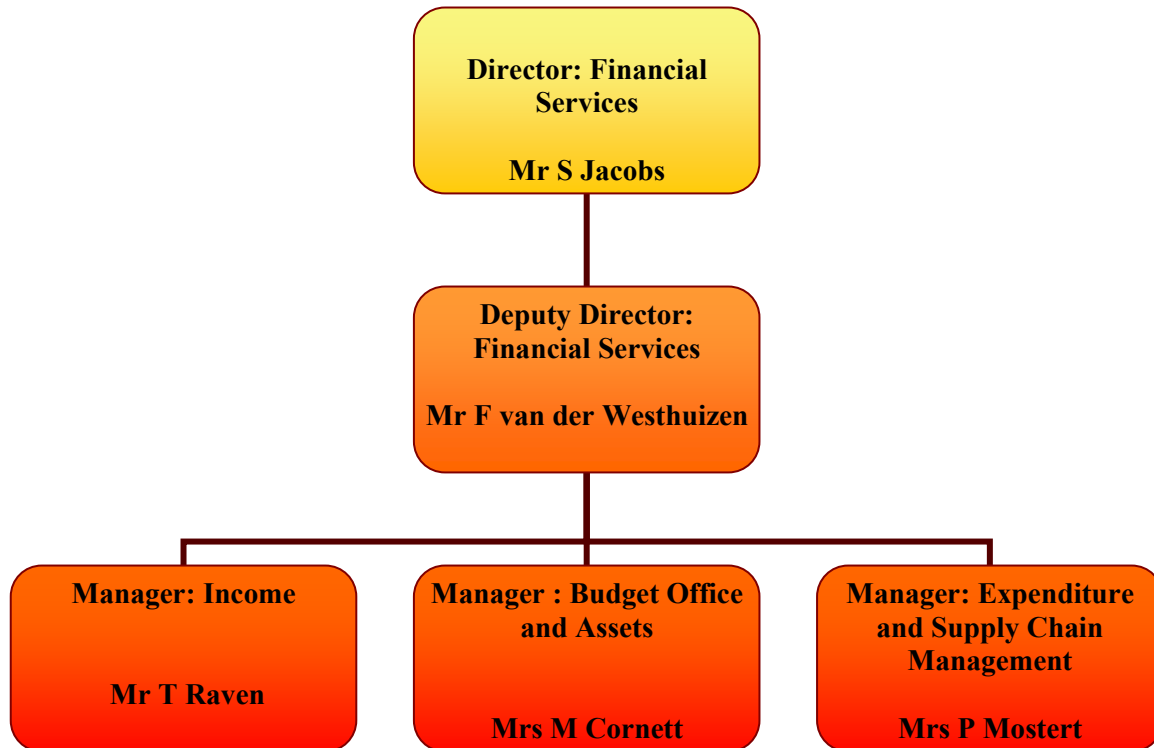 Director: Financial
Services
Mr S Jacobs
Deputy Director:
Financial Services
Mr F van der Westhuizen
Manager: Income
Mr T Raven
Manager : Budget Office
and Assets
Mrs M Cornett
Manager: Expenditure
and Supply Chain
Management
Mrs P Mostert